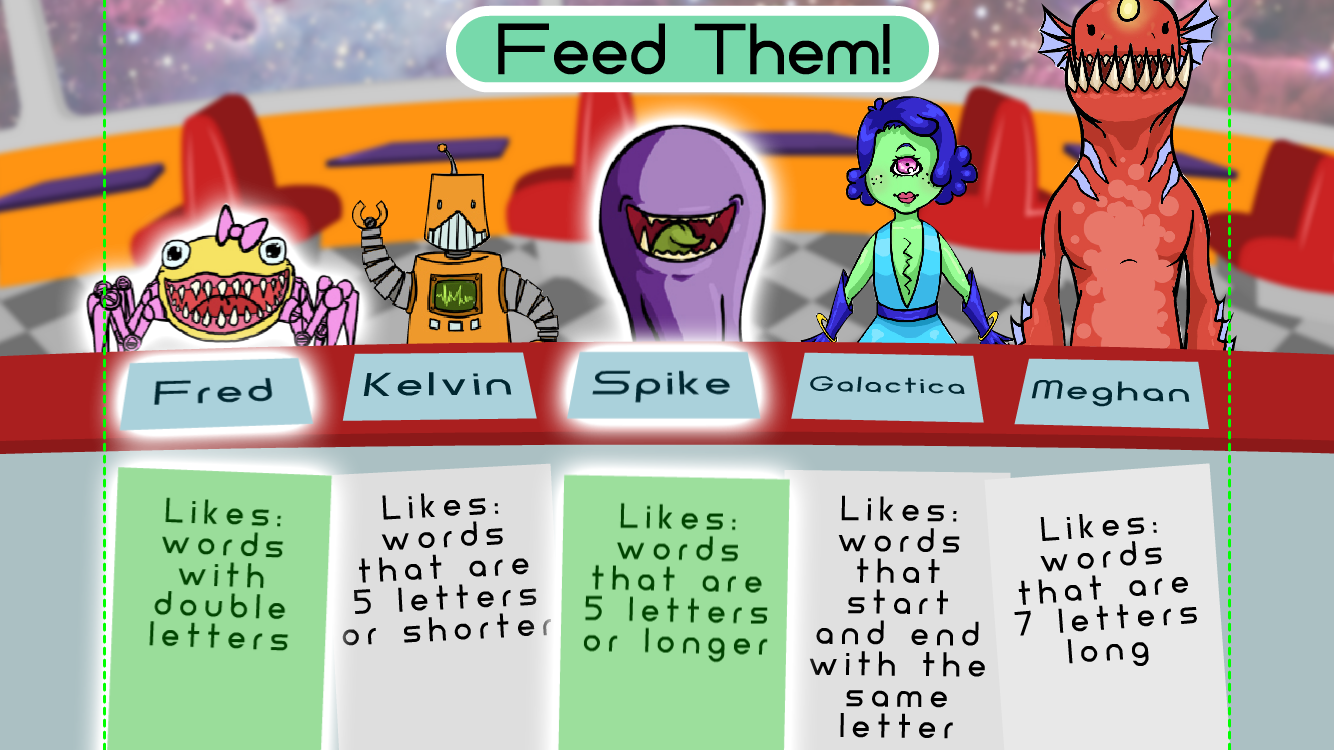 Feed Them!
Fred
Kelvin
Spike
Galactica
Meghan
Likes:
words
with
double
letters
Likes:
words
that are
5 letters
or shorter
Likes:
words
that are
5 letters
or longer
Likes:
words
that
start
and end
with the
same
letter
Likes:
words
that are
7 letters
long